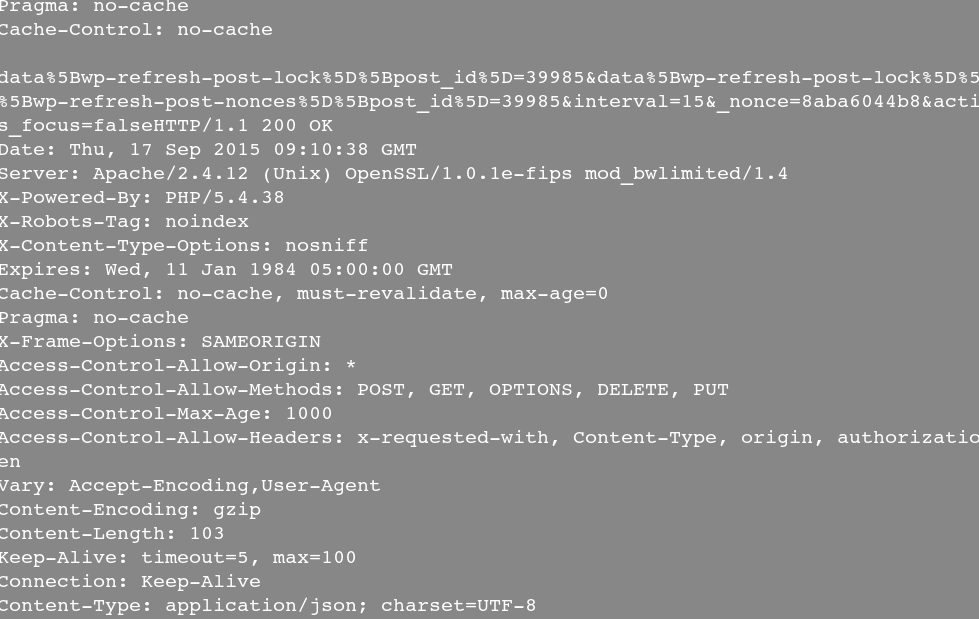 Pragma: no-cache
Cache-Control: no-cache
data%5Bwp-refresh-post-lock%5D%5Bpost_id%5D=39985&data%5Bwp-refresh-post-lock%5D%5
%5Bwp-refresh-post-nonces%5D%5Bpost_id%5D=39985&interval=15&_nonce=8aba6044b8&acti
s_focus=falseHTTP/1.1 200 OK
Date: Thu, 17 Sep 2015 09:10:38 GMT
Server: Apache/2.4.12 (Unix) OpenSSL/1.0.1e-fips mod_bwlimited/1.4
X-Powered-By: PHP/5.4.38
X-Robots-Tag: noindex
X-Content-Type-Options: nosniff
Expires: Wed, 11 Jan 1984 05:00:00 GMT
Cache-Control: no-cache, must-revalidate, max-age=0
Pragma: no-cache
X-Frame-Options: SAMEORIGIN
Access-Control-Allow-Origin: *
Access-Control-Allow-Methods: POST, GET, OPTIONS, DELETE, PUT
Access-Control-Max-Age: 1000
Access-Control-Allow-Headers: x-requested-with, Content-Type, origin, authorizatio
en
Vary: Accept-Encoding,User-Agent
Content-Encoding: gzip
Content-Length: 103
Keep-Alive: timeout=5, max=100
Connection: Keep-Alive
Content-Type: application/json; charset=UTF-8